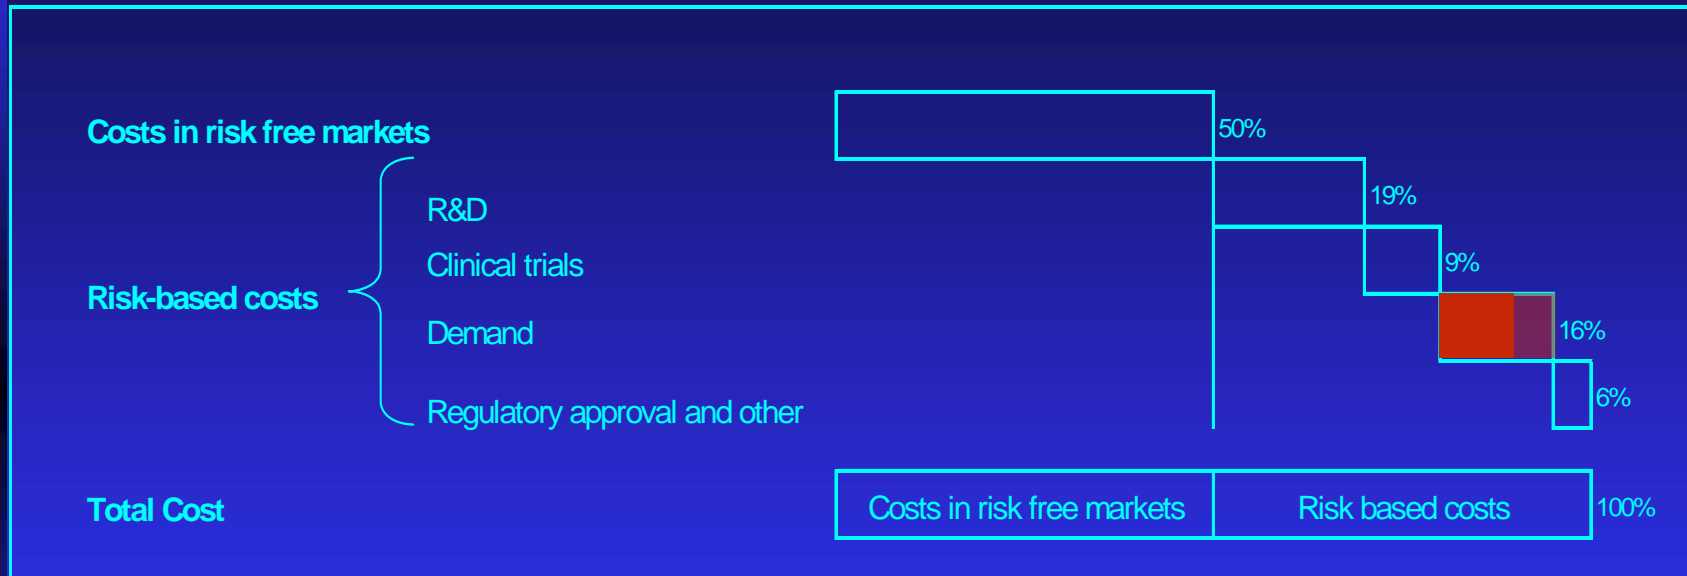 Costs in risk free markets
50%
R&D
19%
Clinical trials
9%
Risk-based costs
Demand
16%
Regulatory approval and other
6%
Total Cost
Costs in risk free markets
Risk based costs
100%